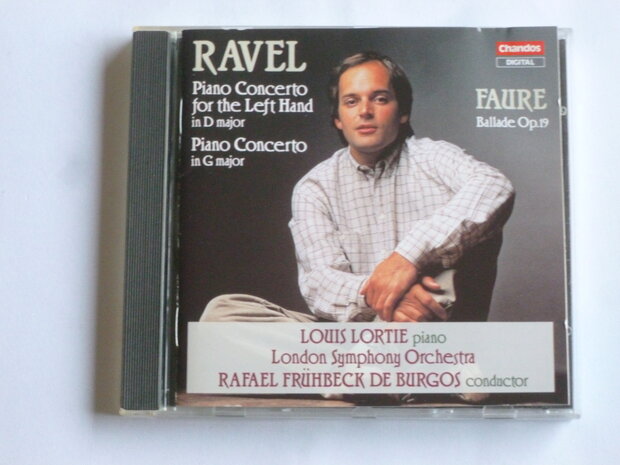 RAVEL
Piano Concerto
for the Left Hand
in D major
Piano Concerto
in G major
Chandos
DIGITAL
FAURE
Ballade Op.19
LOUIS LORTIE piano
London Symphony Orchestra
RAFAEL FRÜHBECK DE BURGOS conductor